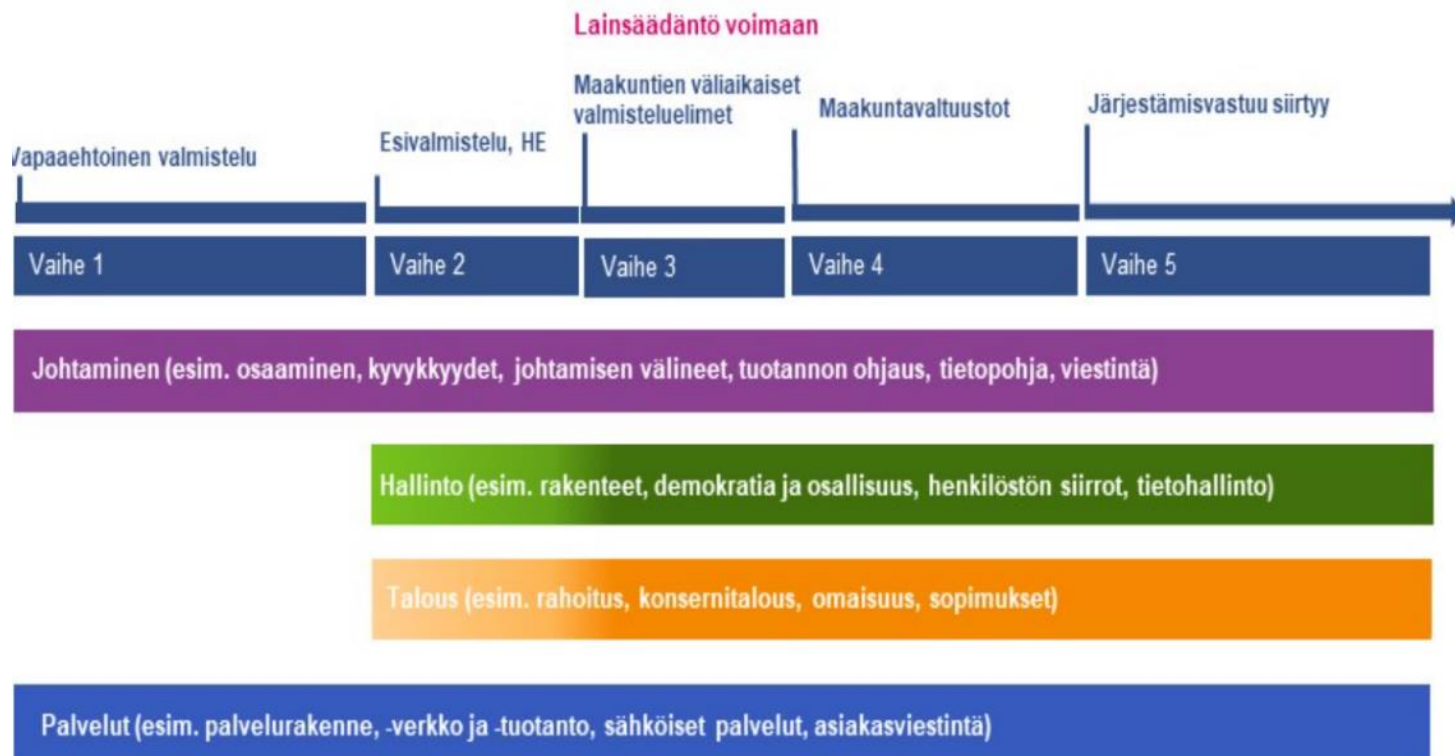 Lainsäädäntö voimaan
Maakuntien väliaikaiset
valmisteluelimet
Maakuntavaltuustot
Järjestämisvastuu siirtyy
Esivalmistelu, HE
Vapaaehtoinen valmistelu
Vaihe 1
Vaihe 2
Vaihe 3
Vaihe 4
Vaihe 5
Johtaminen (esim. osaaminen, kyvykkyydet, johtamisen välineet, tuotannon ohjaus, tietopohja, viestintä)
Hallinto (esim. rakenteet, demokratia ja osallisuus, henkilöstön siirrot, tietohallinto)
Talous (esim. rahoitus, konsernitalous, omaisuus, sopimukset)
Palvelut (esim. palvelurakenne, -verkko ja -tuotanto, sähköiset palvelut, asiakasviestintä)